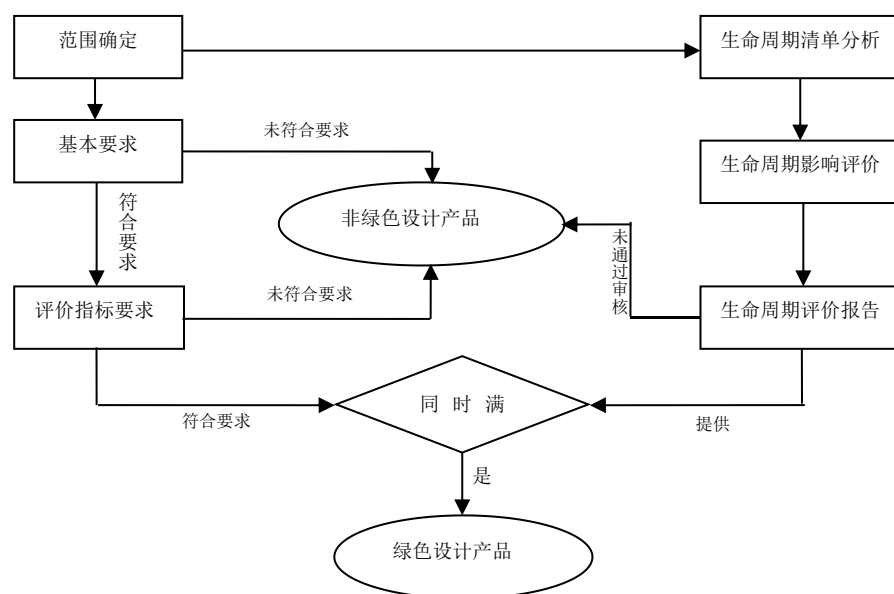 范围确定
生命周期清单分析
基本要求
未符合要求
生命周期影响评价
符合要求
非绿色设计产品
未通过审核
评价指标要求
未符合要求
生命周期评价报告
同 时 满
符合要求
提供
是
绿色设计产品